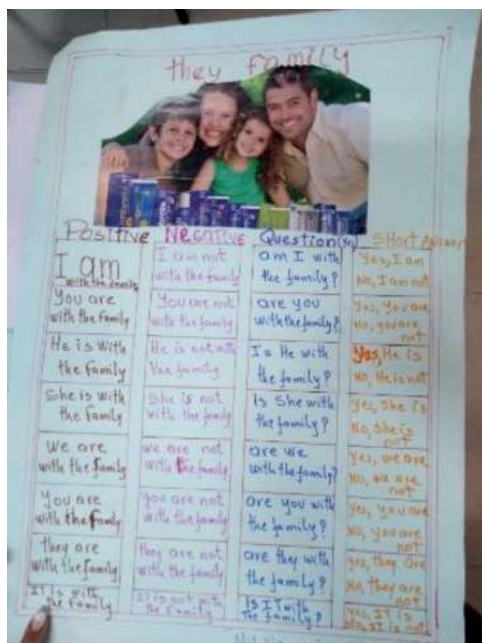 they family
Positive Negative Question(yn) Short Answer
I am
with the family
I am not
with the family
am I with
the family?
Yes, I am
No, I am not
You are
with the family
You are not
with the family
are you
with the family?
Yes, you are
No, you are
not
He is with
the family
He is not with
the family
Is He with
the family?
Yes, He is
No, He is not
She is with
the family
She is not
with the family
Is She with
the family?
Yes, She is
No, she is
not
We are
with the family
we are not
with the family
are we
with the family?
Yes, we are
No, we are
not
You are
with the family
you are not
with the family
are you with
the family?
Yes, you are
No, you are
not
they are
with the family
they are not
with the family
are they with
the family?
yes, they are
No, they are
not
It Is with
the family
It is not with
the family
Is IT with
the family?
yes, IT is
No, IT is not